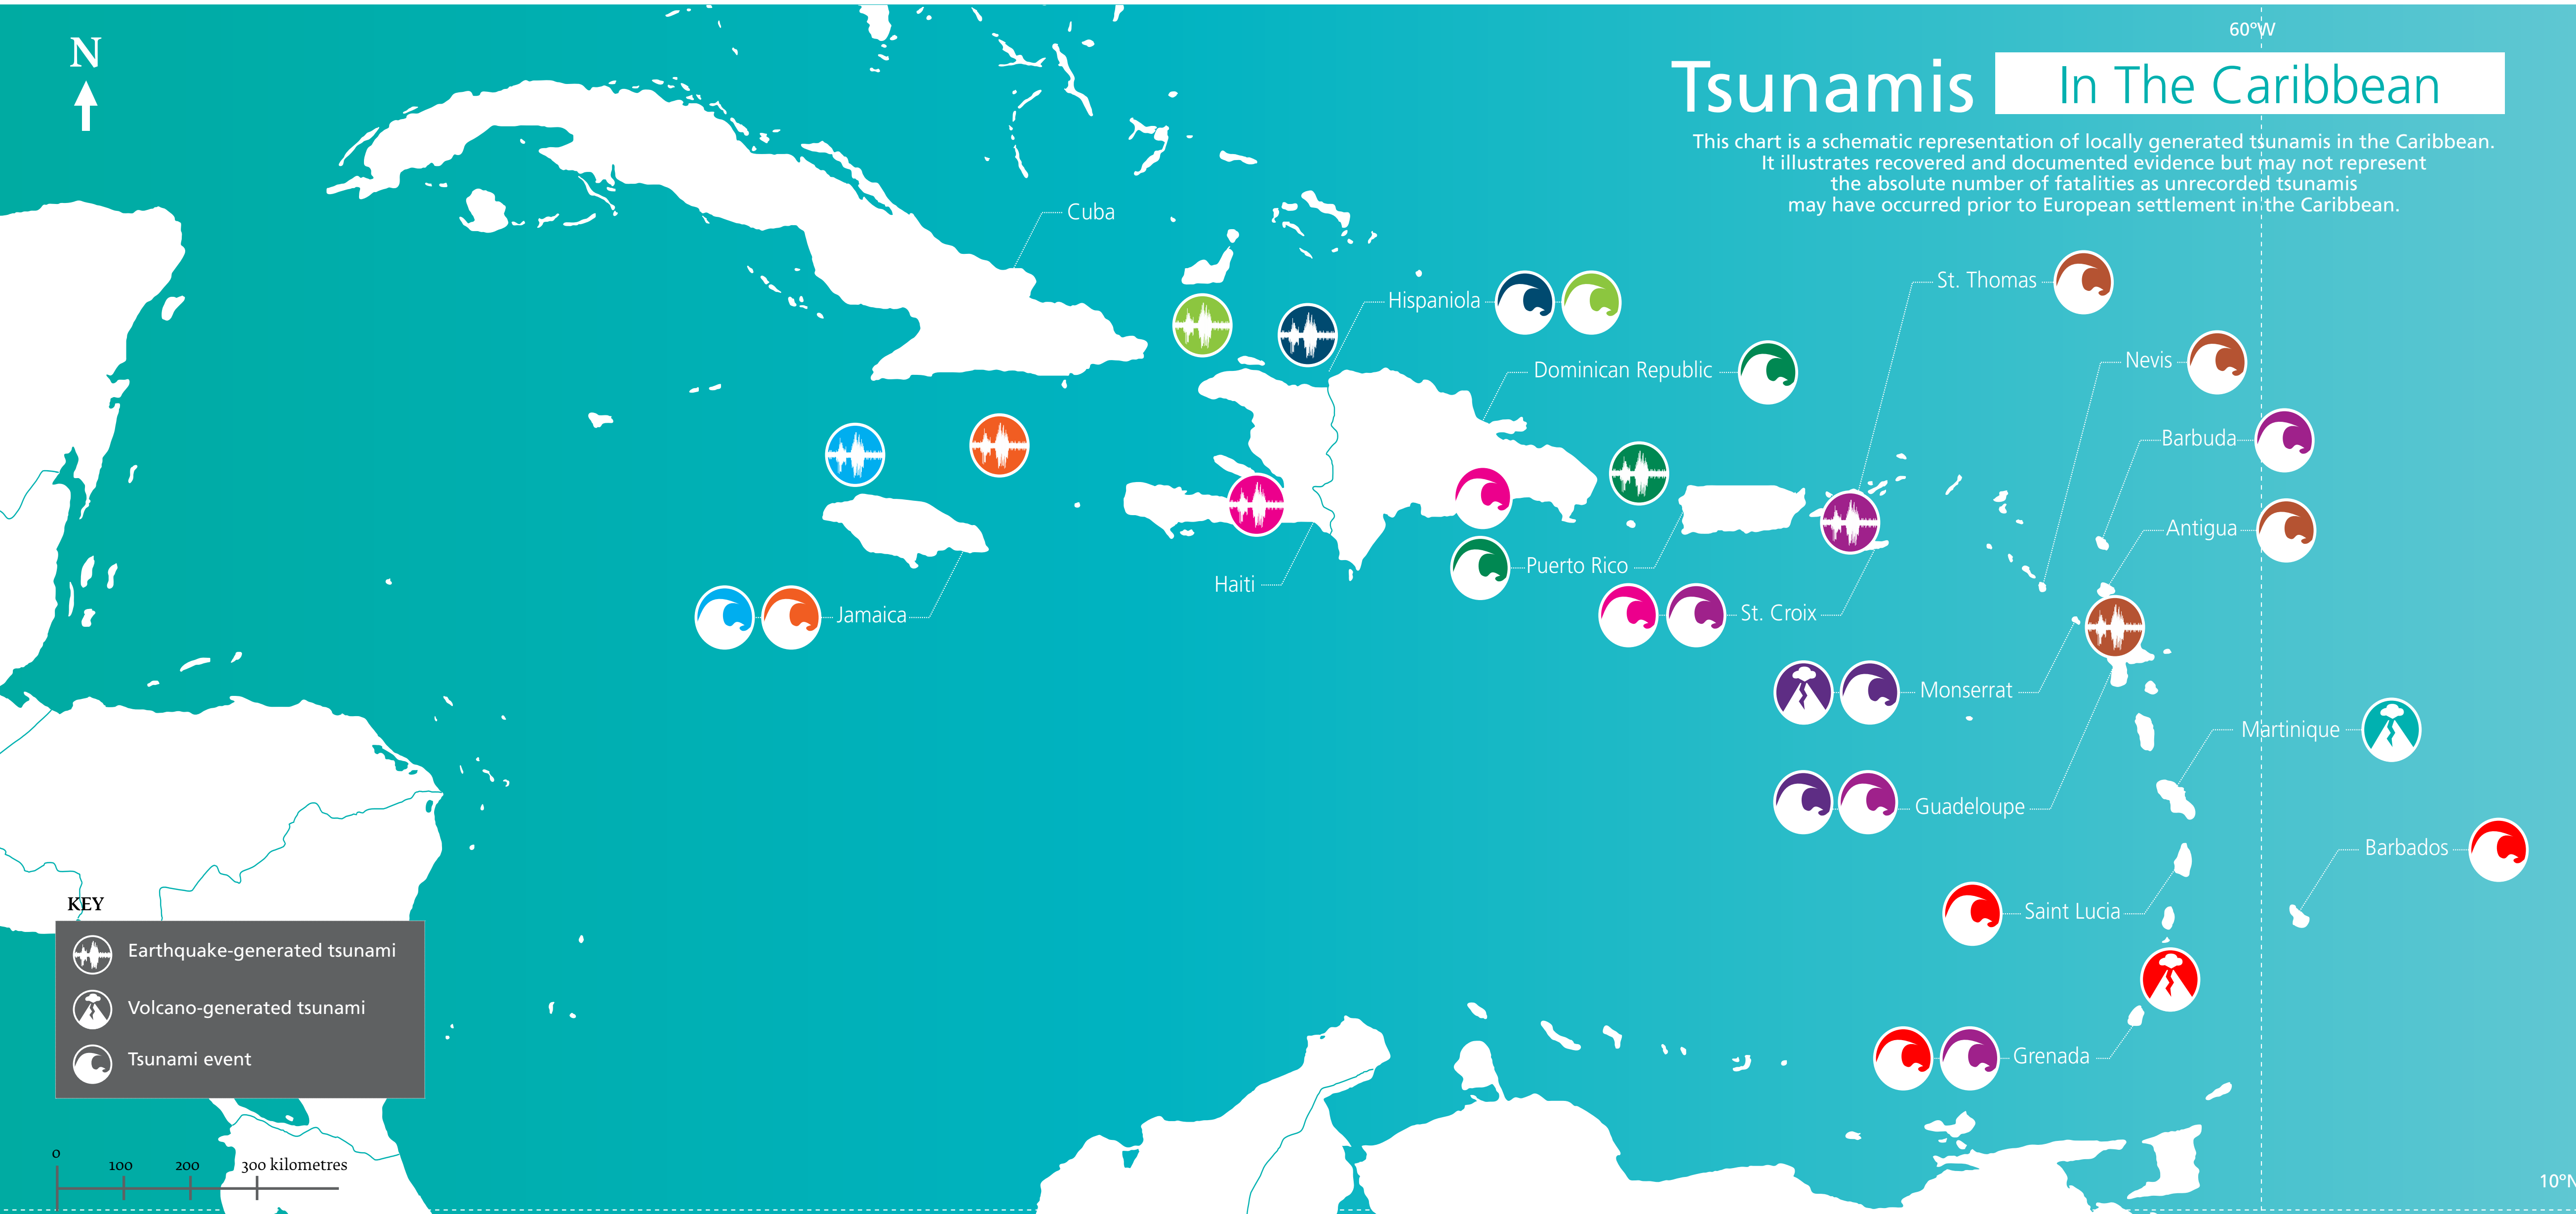 N
60°W
Tsunamis
In The Caribbean
This chart is a schematic representation of locally generated tsunamis in the Caribbean.
It illustrates recovered and documented evidence but may not represent
the absolute number of fatalities as unrecorded tsunamis
may have occurred prior to European settlement in the Caribbean.
Cuba
St. Thomas
Hispaniola
Nevis
Dominican Republic
Barbuda
Antigua
Puerto Rico
Haiti
St. Croix
Jamaica
Monserrat
Martinique
Guadeloupe
Barbados
Saint Lucia
Grenada
KEY
Earthquake-generated tsunami
Volcano-generated tsunami
Tsunami event
0
100
200
300 kilometres
10°N